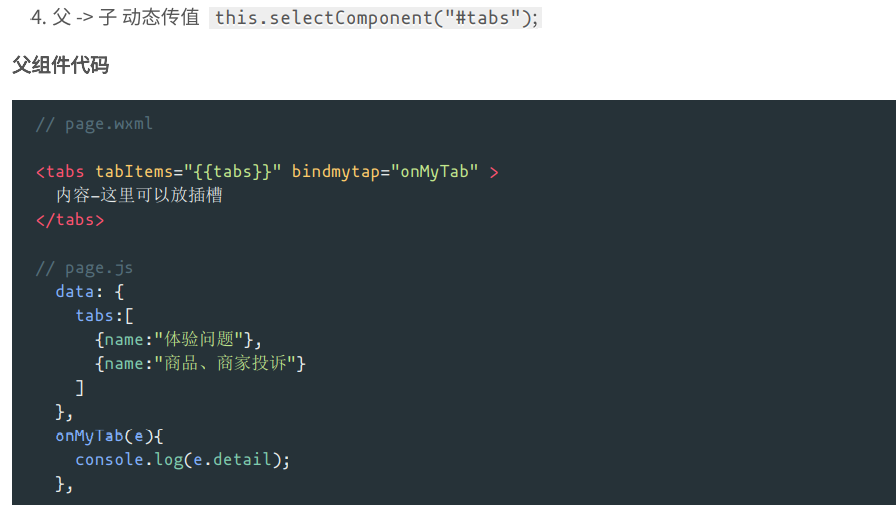 4. 父 -> 子 动态传值 this.selectComponent("#tabs");
父组件代码
// page.wxml
<tabs tabItems="{{tabs}}" bindmytap="onMyTab" >
内容-这里可以放插槽
</tabs>
// page.js
data: {
tabs:[
{name:"体验问题"},
{name:"商品、商家投诉"}
]
},
onMyTab(e){
console.log(e.detail);
},